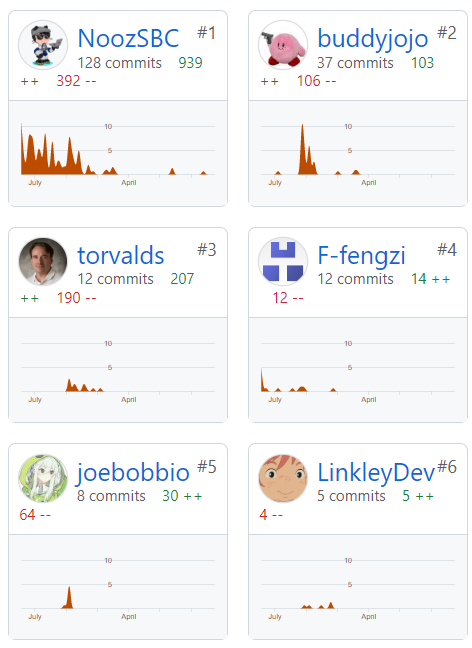 NoozSBC #1
128 commits 939
++ 392 --
10
5
July April
buddyjojo #2
37 commits 103
++ 106 --
10
5
July April
torvalds #3
12 commits 207
++ 190 --
10
5
July April
F-fengzi #4
12 commits 14 ++
12 --
10
5
July April
joebobbio #5
8 commits 30 ++
64 --
10
5
July April
LinkleyDev #6
5 commits 5 ++
4 --
10
5
July April